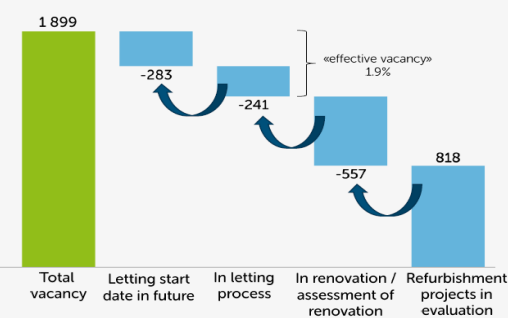 1 899
-283
«effective vacancy»
1.9%
-241
-557
818
Total
vacancy
Letting start
date in future
In letting
process
In renovation /
assessment of
renovation
Refurbishment
projects in
evaluation